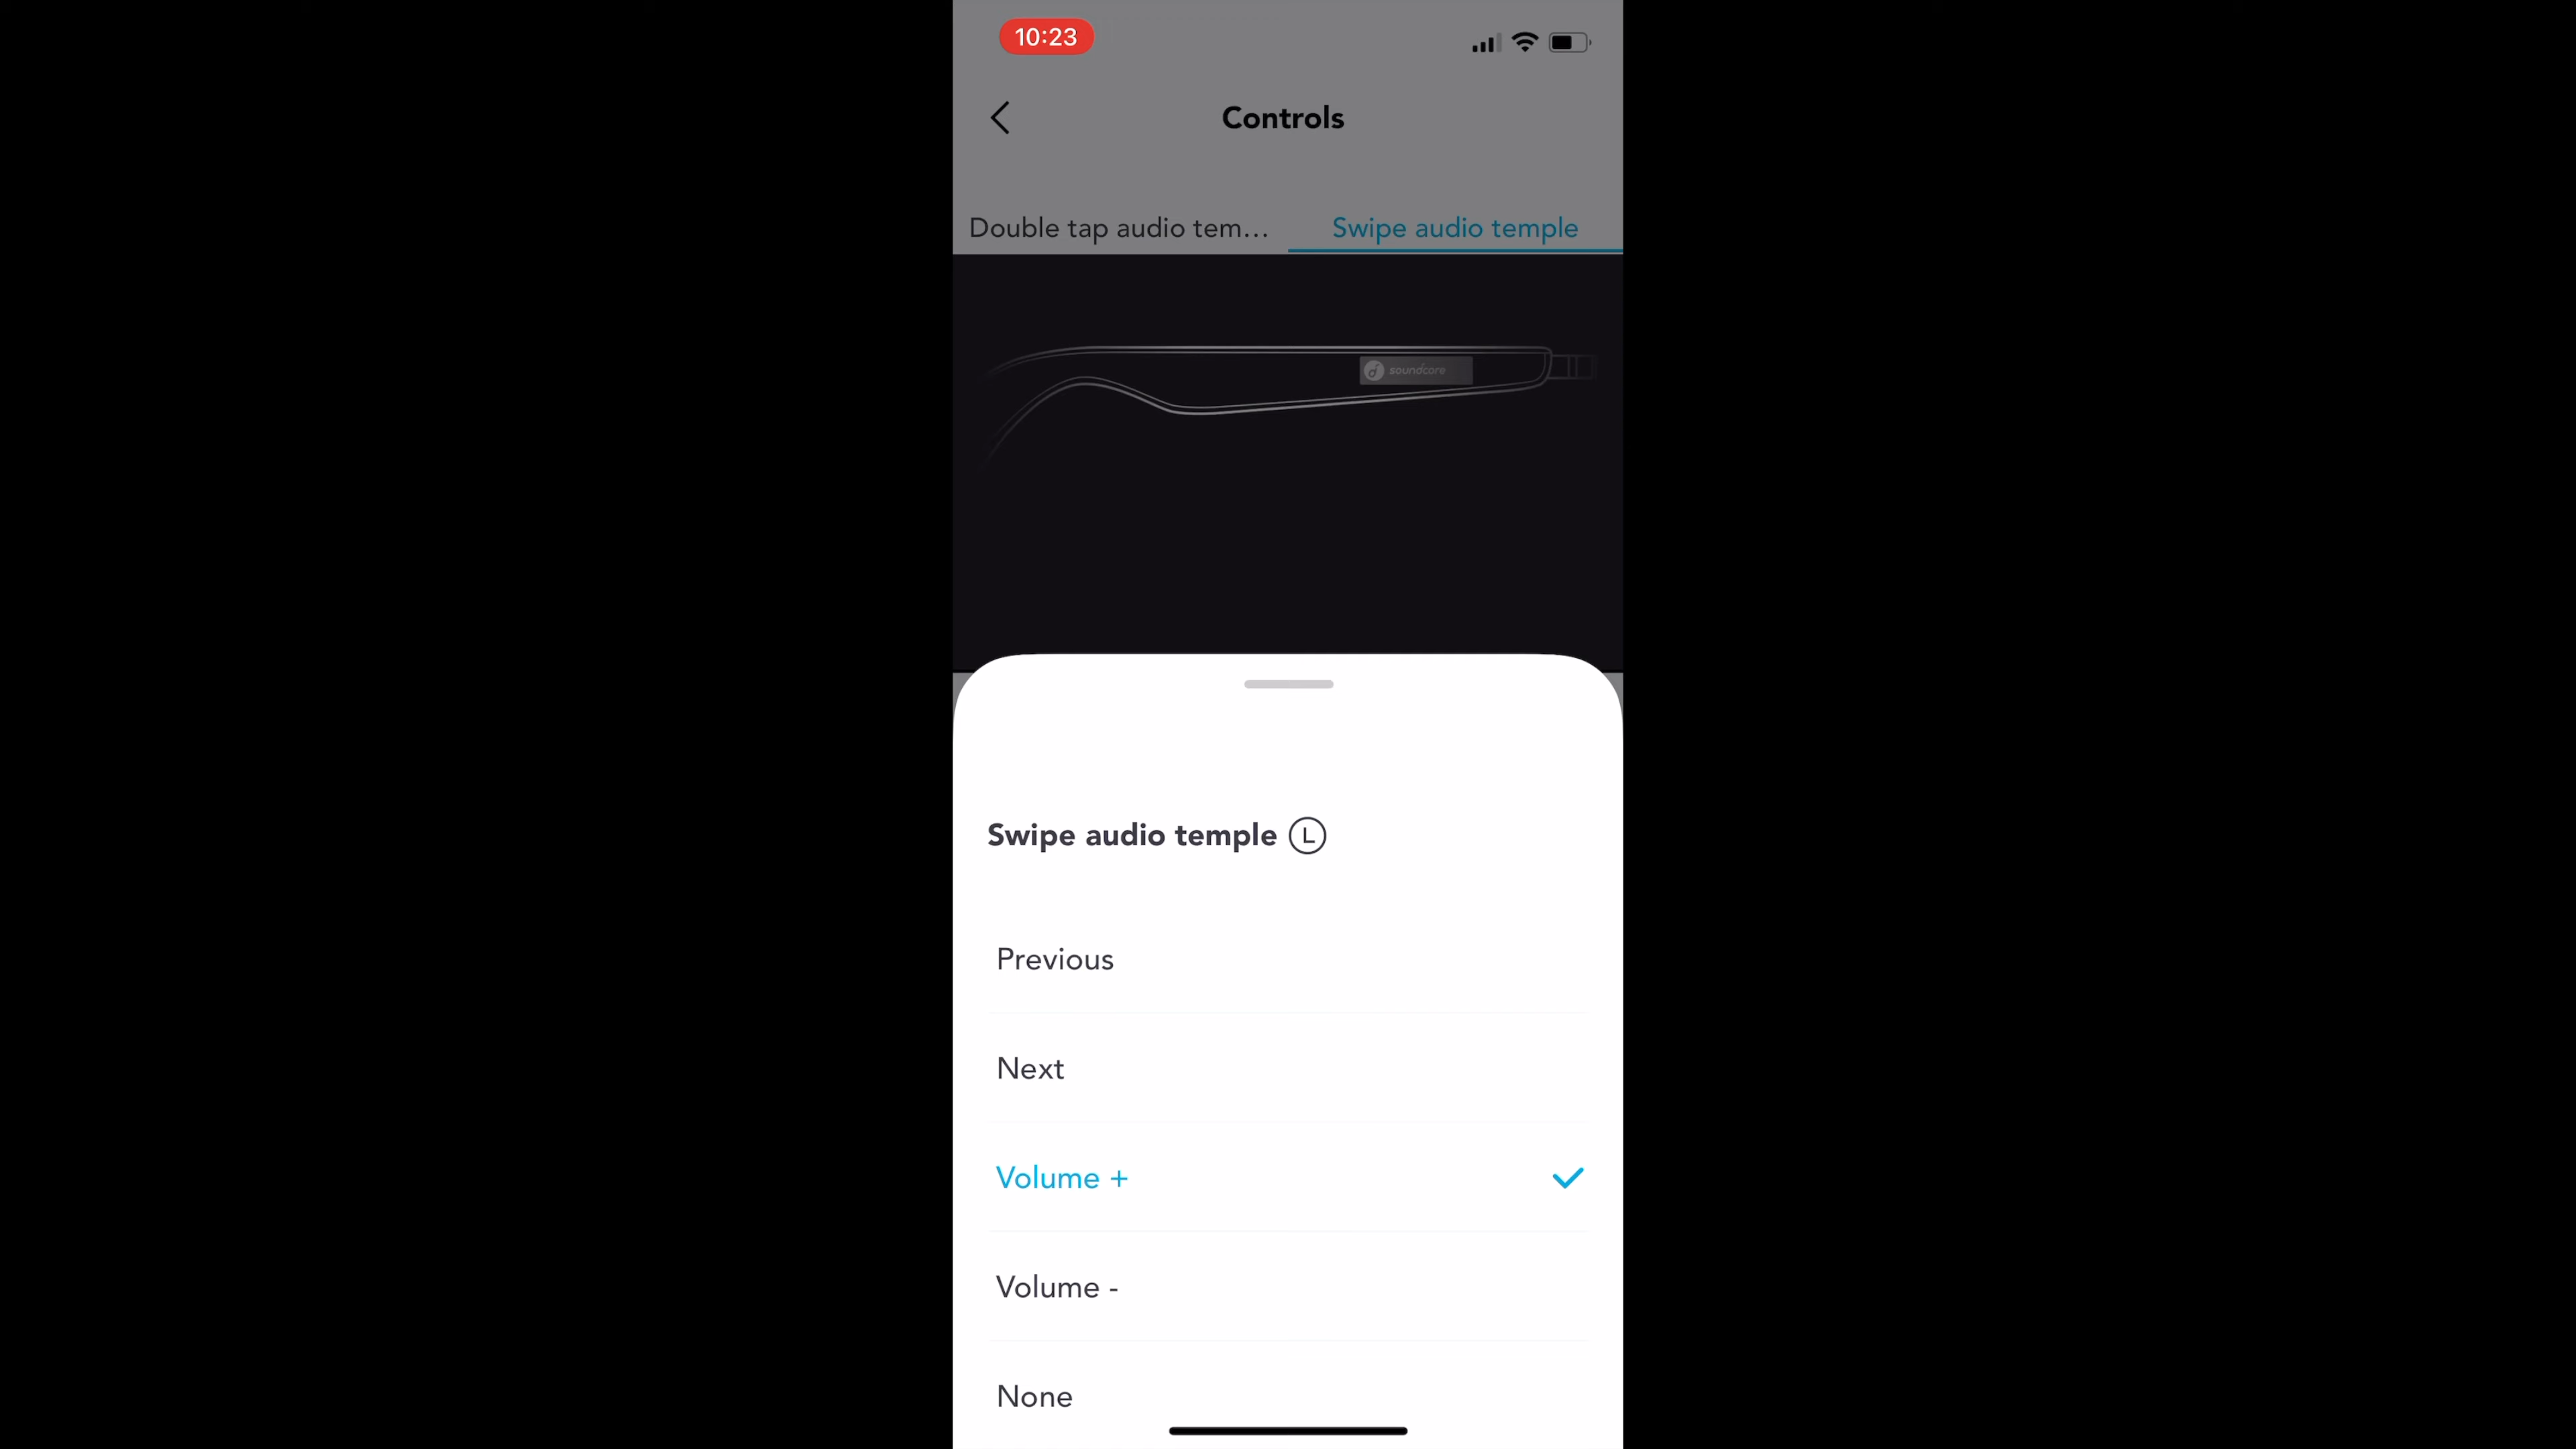 10:23
Controls
Double tap audio tem...
Swipe audio temple
soundcore
Swipe audio temple L
Previous
Next
Volume +
Volume -
None